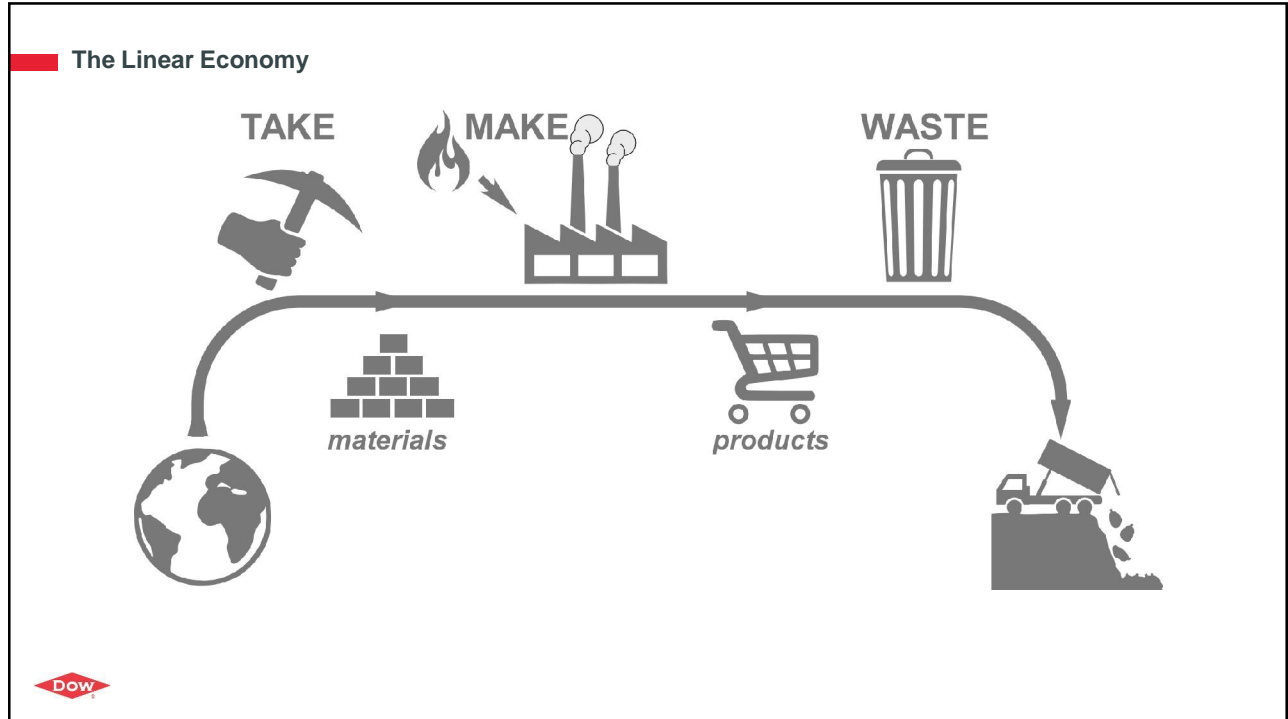 The Linear Economy
TAKE
MAKE
WASTE
materials
products
Dow